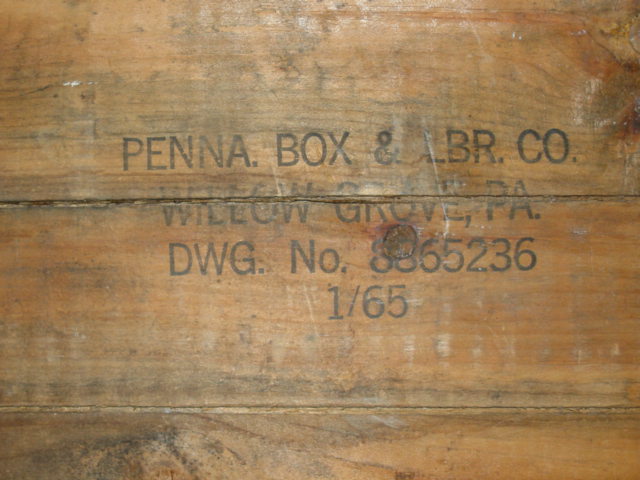 PENNA. BOX & LBR. CO.
WILLOW GROVE, PA.
DWG. No. 8865236
1/65